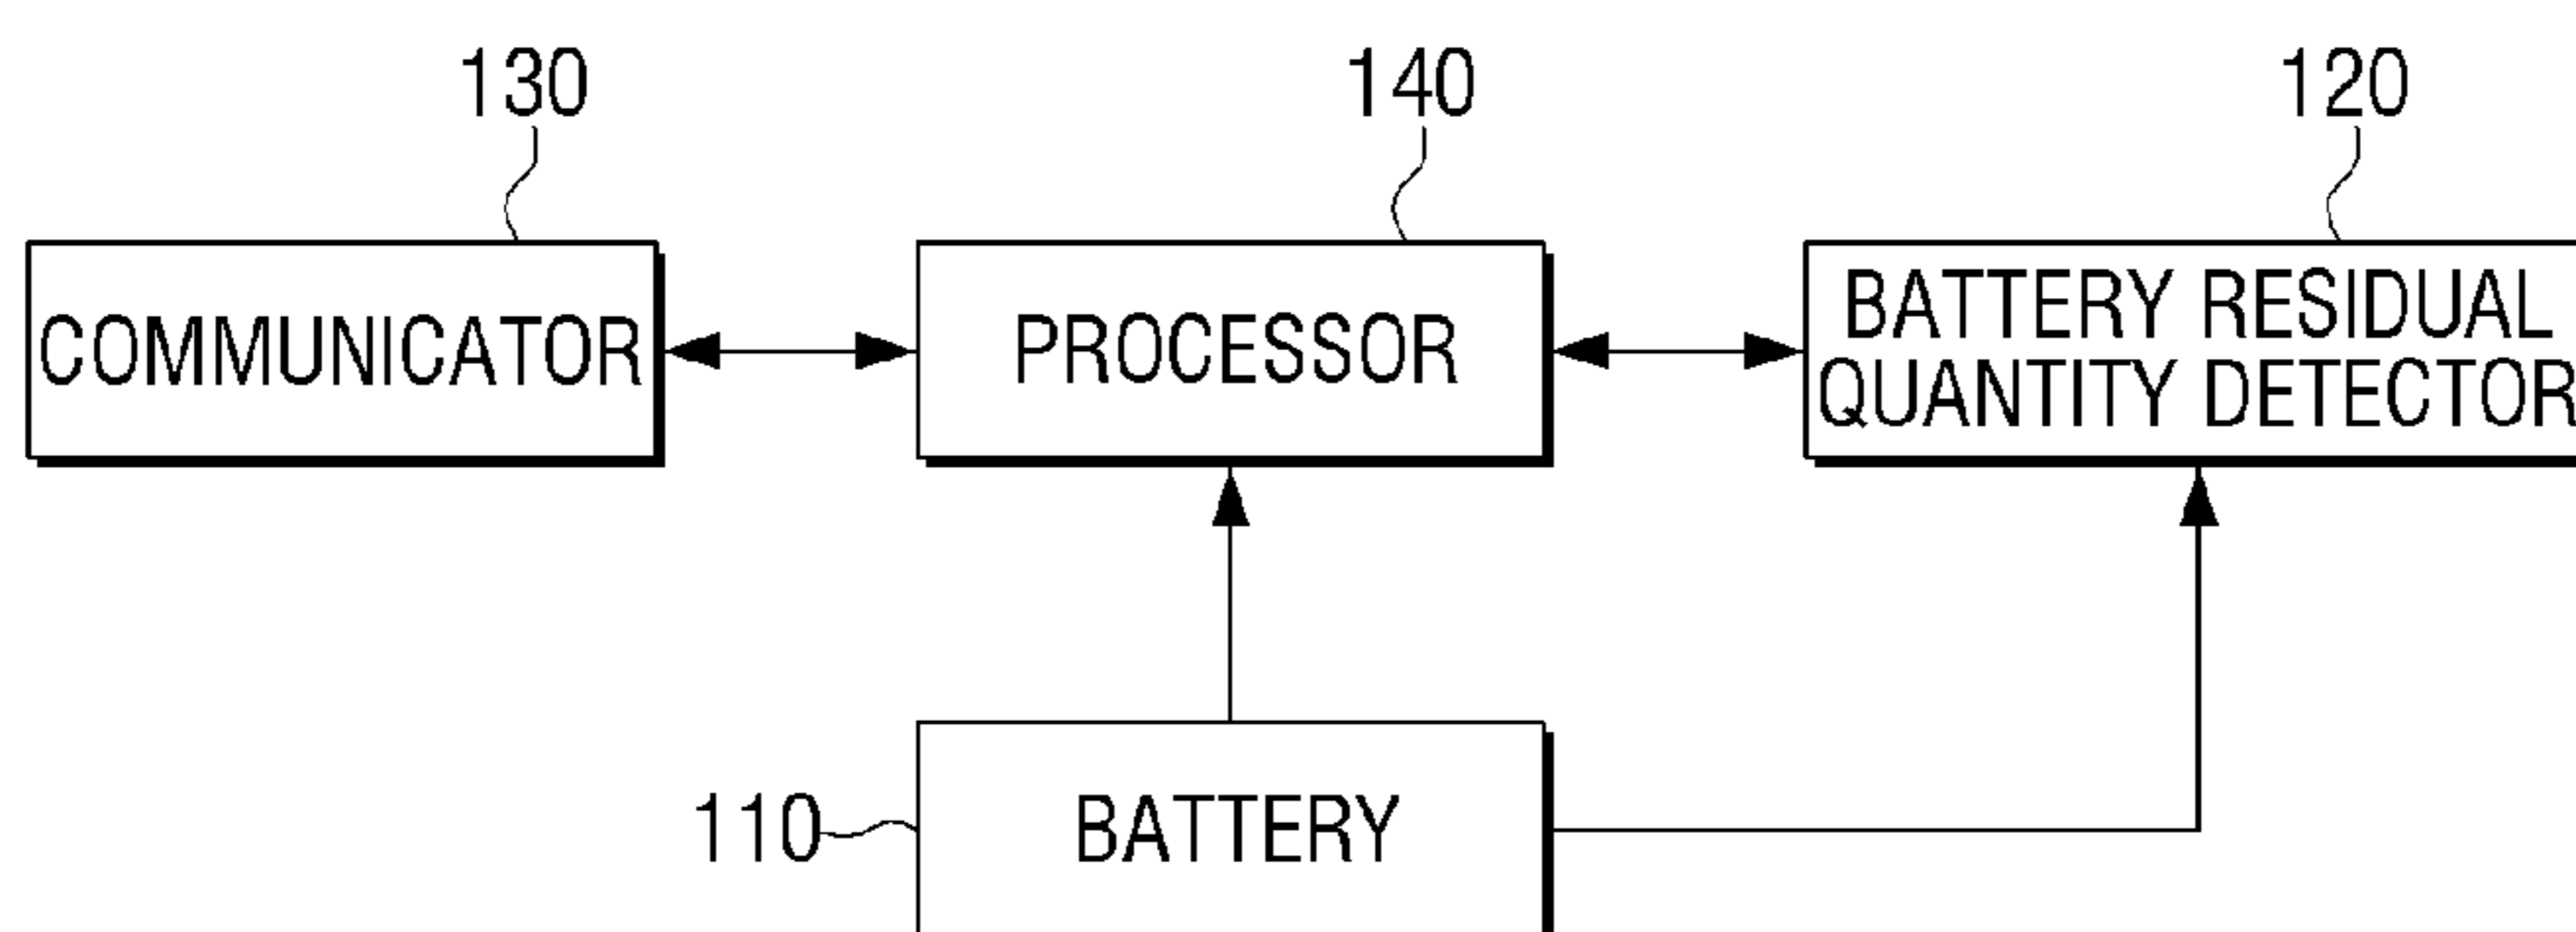 130
140
120
COMMUNICATOR
PROCESSOR
BATTERY RESIDUAL
QUANTITY DETECTOR
110
BATTERY